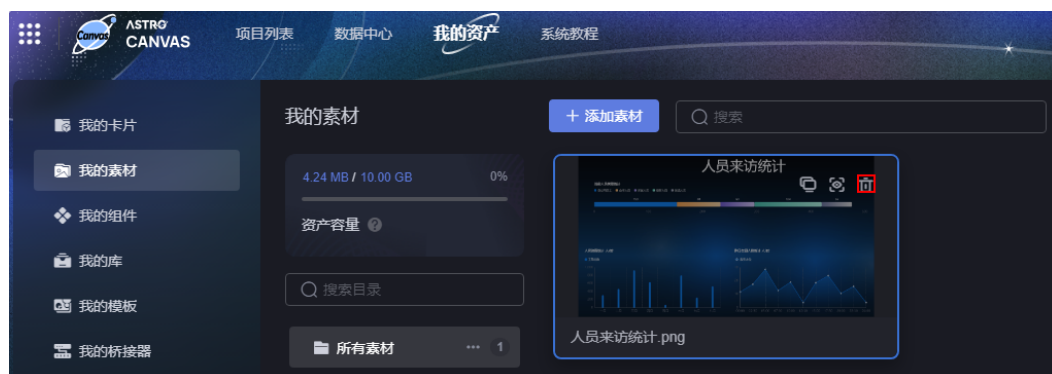 Canvas
ASTRO
CANVAS
项目列表
数据中心
我的资产
系统教程
我的卡片
我的素材
我的组件
我的库
我的模板
我的桥接器
我的素材
+ 添加素材
搜索
4.24 MB / 10.00 GB
0%
资产容量
搜索目录
所有素材 ... 1
人员来访统计
人员来访统计.png